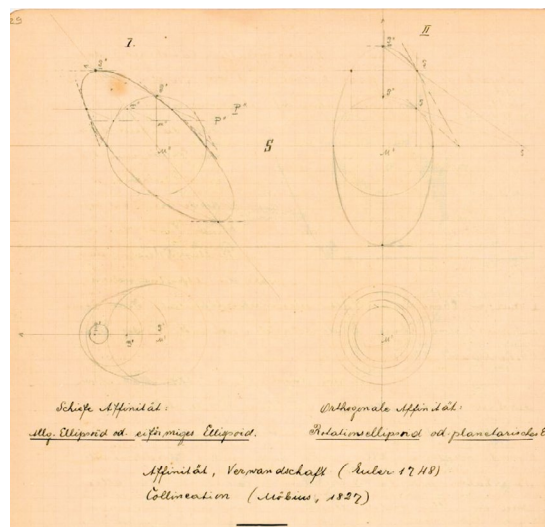 29
I.
II
S
Schiefe Affinität:
Allg. Ellipsoid od. eiförmiges Ellipsoid.
Orthogonale Affinität:
Rotationsellipsoid od. planetarisches E
Affinität, Verwandschaft (Euler 1748)
Collineation (Möbius, 1827)